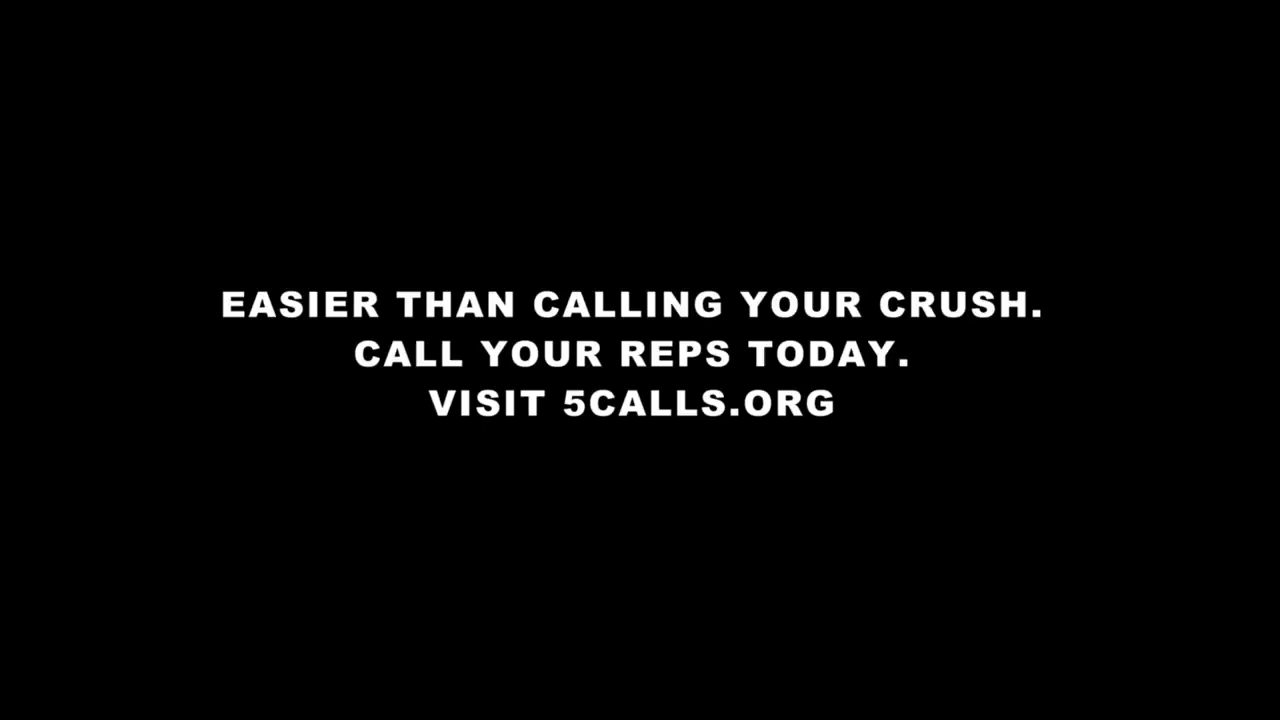 EASIER THAN CALLING YOUR CRUSH.
CALL YOUR REPS TODAY.
VISIT 5CALLS.ORG